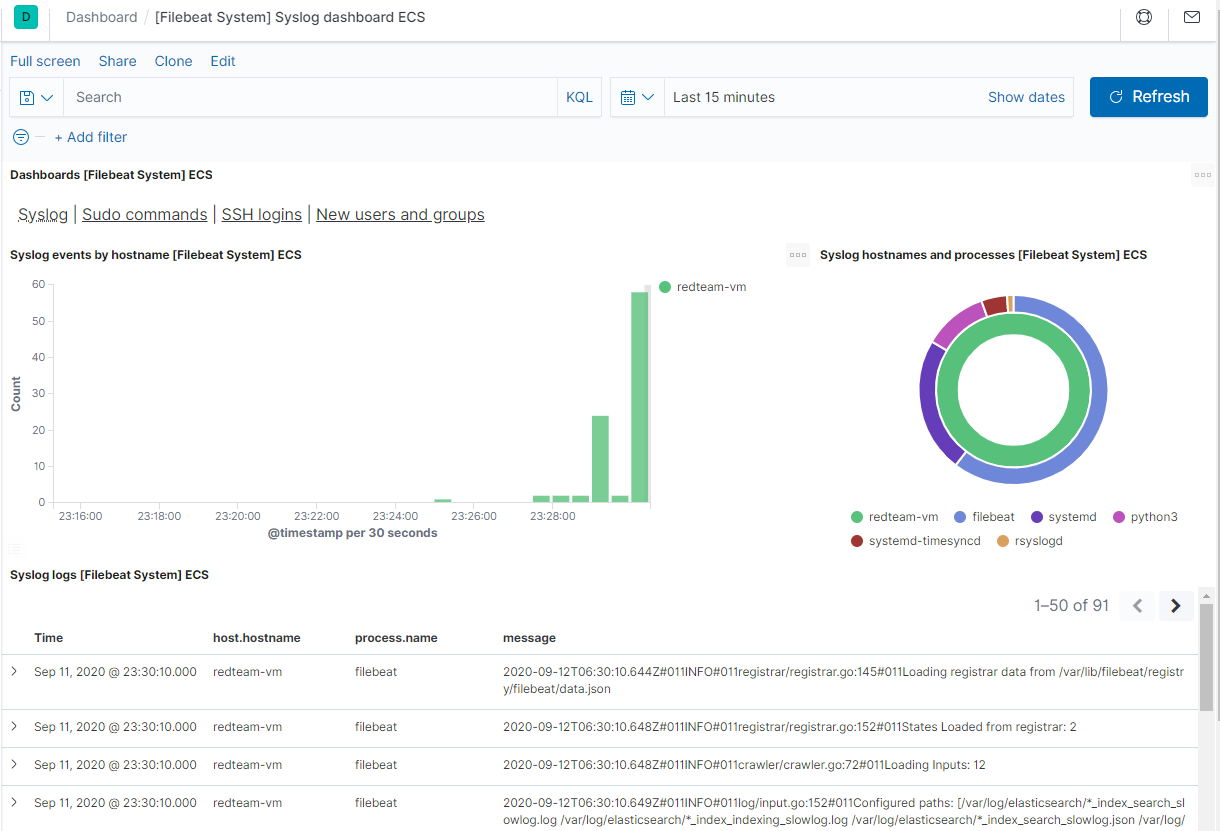 D Dashboard / [Filebeat System] Syslog dashboard ECS
Full screen Share Clone Edit
Search KQL Last 15 minutes Show dates Refresh
+ Add filter
Dashboards [Filebeat System] ECS
Syslog | Sudo commands | SSH logins | New users and groups
Syslog events by hostname [Filebeat System] ECS
60
50
40
30
20
10
0
Count
23:16:00 23:18:00 23:20:00 23:22:00 23:24:00 23:26:00 23:28:00
@timestamp per 30 seconds
redteam-vm
Syslog hostnames and processes [Filebeat System] ECS
redteam-vm filebeat systemd python3
systemd-timesyncd rsyslogd
Syslog logs [Filebeat System] ECS
1–50 of 91
Time host.hostname process.name message
Sep 11, 2020 @ 23:30:10.000 redteam-vm filebeat 2020-09-12T06:30:10.644Z#011INFO#011registrar/registrar.go:145#011Loading registrar data from /var/lib/filebeat/registr
y/filebeat/data.json
Sep 11, 2020 @ 23:30:10.000 redteam-vm filebeat 2020-09-12T06:30:10.648Z#011INFO#011registrar/registrar.go:152#011States Loaded from registrar: 2
Sep 11, 2020 @ 23:30:10.000 redteam-vm filebeat 2020-09-12T06:30:10.648Z#011INFO#011crawler/crawler.go:72#011Loading Inputs: 12
Sep 11, 2020 @ 23:30:10.000 redteam-vm filebeat 2020-09-12T06:30:10.649Z#011INFO#011log/input.go:152#011Configured paths: [/var/log/elasticsearch/*_index_search_sl
owlog.log /var/log/elasticsearch/*_index_indexing_slowlog.log /var/log/elasticsearch/*_index_search_slowlog.json /var/log/